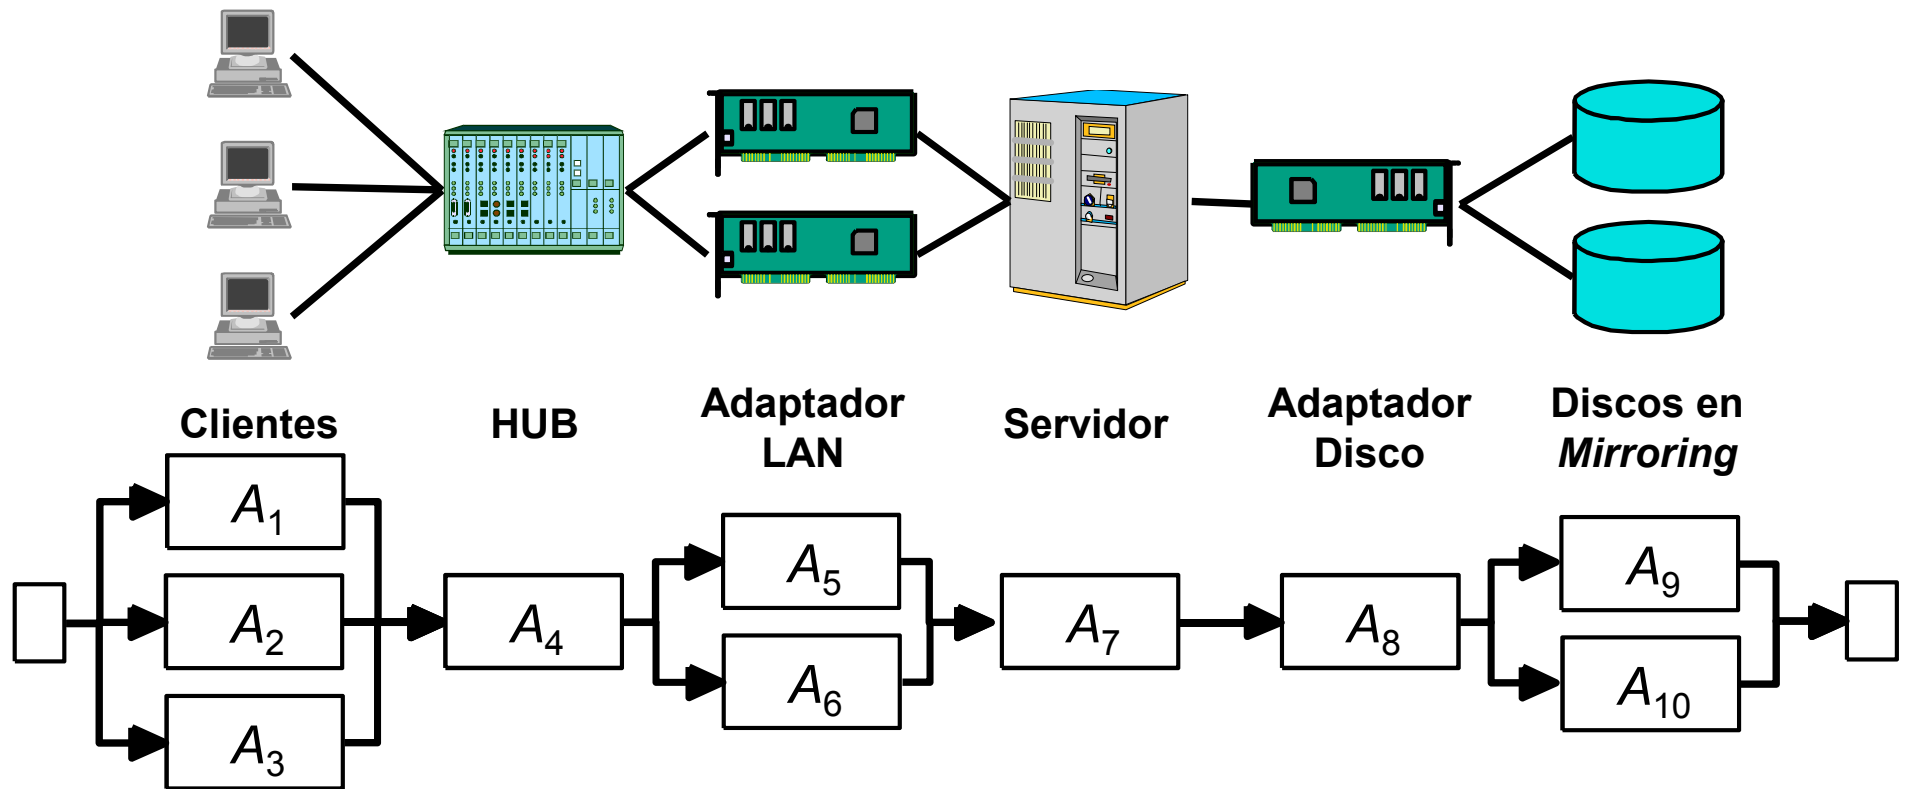 Clientes
HUB
Adaptador
LAN
Servidor
Adaptador
Disco
Discos en
Mirroring
A1
A2
A3
A4
A5
A6
A7
A8
A9
A10